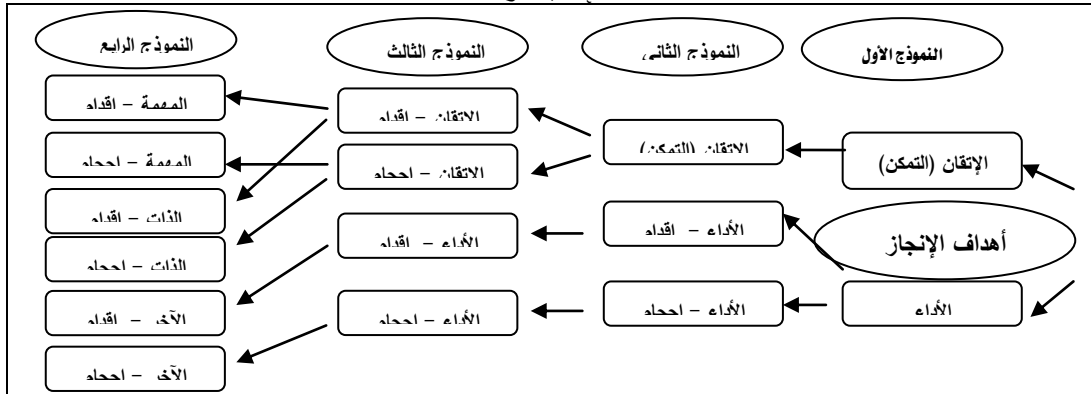 النموذج الأول
النموذج الثاني
النموذج الثالث
النموذج الرابع
الإتقان (التمكن)
أهداف الإنجاز
الأداء
الاتقان (التمكن)
الأداء – اقدام
الأداء – احجام
الاتقان – اقدام
الاتقان – احجام
الأداء – اقدام
الأداء – احجام
المهمة – اقدام
المهمة – احجام
الذات – اقدام
الذات – احجام
الآخر – اقدام
الآخر – احجام